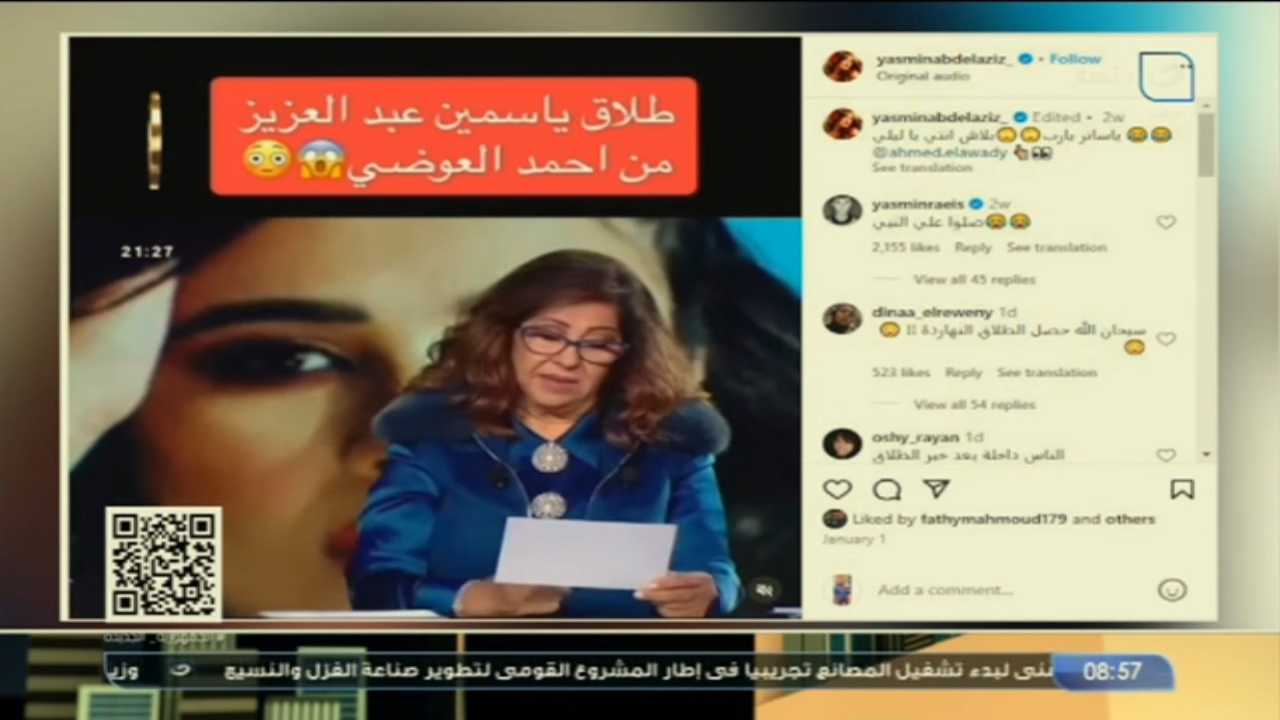 طلاق ياسمين عبد العزيز
من احمد العوضي😱😳
21:27
yasminabdelaziz_ • Follow
Original audio
yasminabdelaziz_ Edited • 2w
😂😂 ياساتر يارب🙄🙄بلاش انتي يا ليلي
@ahmed.elawady 👆🏻👀
See translation
yasminraeis 2w
😂😂صلوا علي النبي
2,155 likes Reply See translation
View all 45 replies
dinaa_elreweny 1d
سبحان الله حصل الطلاق النهاردة !!
523 likes Reply See translation
View all 54 replies
oshy_rayan 1d
الناس داخلة بعد خبر الطلاق
Liked by fathymahmoud179 and others
January 1
Add a comment...
#الجمهورية_الجديدة
لبدء تشغيل المصانع تجريبيا فى إطار المشروع القومى لتطوير صناعة الغزل والنسيج
08:57